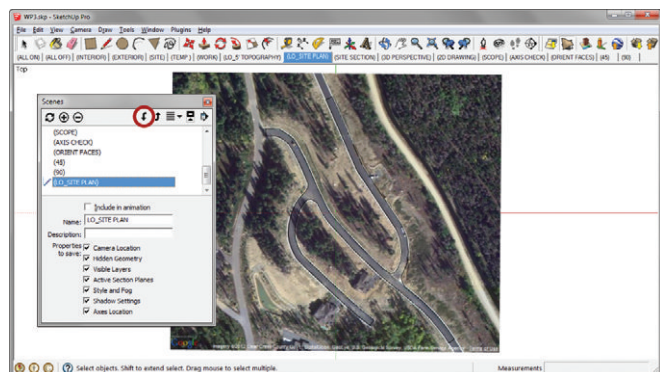 WP3.skp - SketchUp Pro
File Edit View Camera Draw Tools Window Plugins Help
(ALL ON) (ALL OFF) (INTERIOR) (EXTERIOR) (SITE) (TEMP) (WORK) (LO_5' TOPOGRAPHY) (LO_SITE PLAN) (SITE SECTION) (3D PERSPECTIVE) (2D DRAWING) (SCOPE) (AXIS-CHECK) (ORIENT FACES) (45) (90)
Top
Scenes
(SCOPE)
(AXIS-CHECK)
(ORIENT FACES)
(45)
(90)
(LO_SITE PLAN)
Include in animation
Name: LO_SITE PLAN
Description:
Properties to save:
Camera Location
Hidden Geometry
Visible Layers
Active Section Planes
Style and Fog
Shadow Settings
Axes Location
Google
Select objects. Shift to extend select. Drag mouse to select multiple.
Measurements